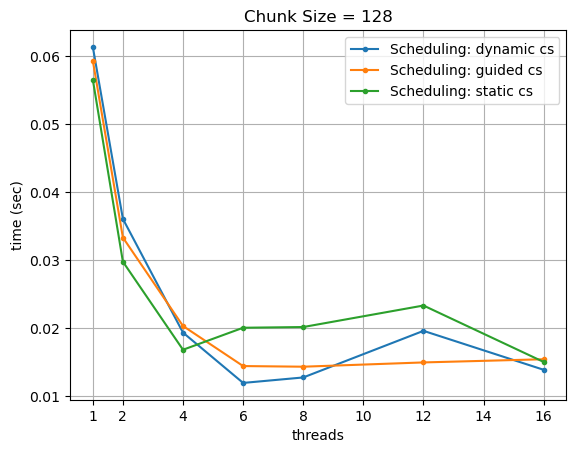 Chunk Size = 128
Scheduling: dynamic cs
Scheduling: guided cs
Scheduling: static cs
time (sec)
0.06
0.05
0.04
0.03
0.02
0.01
1 2 4 6 8 10 12 14 16
threads